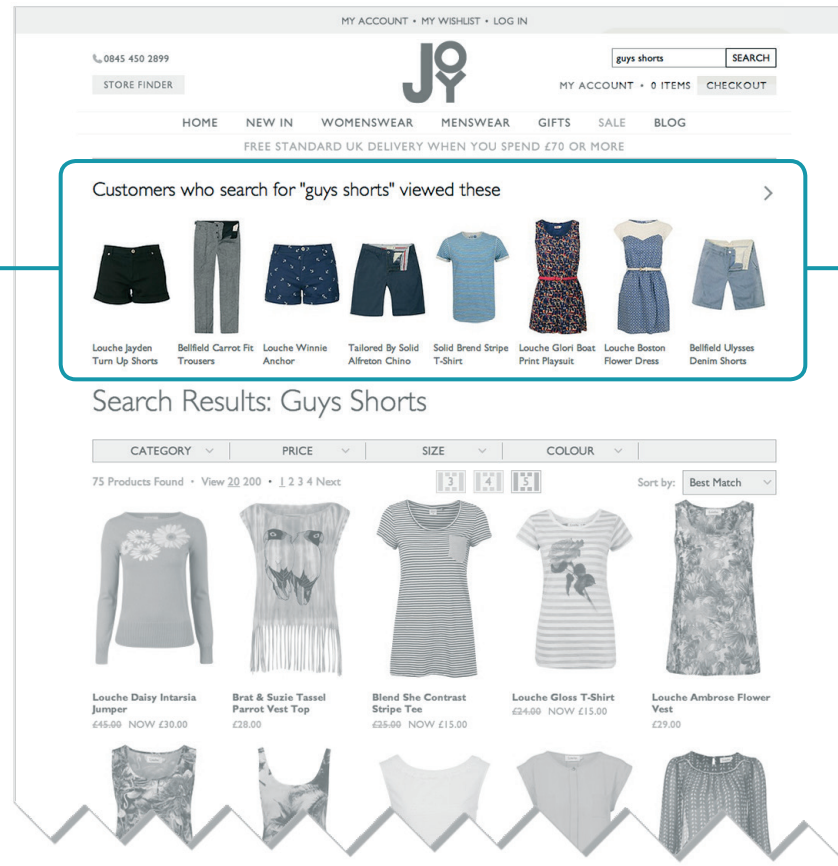 MY ACCOUNT • MY WISHLIST • LOG IN
0845 450 2899
STORE FINDER
JOY
guys shorts
SEARCH
MY ACCOUNT • 0 ITEMS
CHECKOUT
HOME NEW IN WOMENSWEAR MENSWEAR GIFTS SALE BLOG
FREE STANDARD UK DELIVERY WHEN YOU SPEND £70 OR MORE
Customers who search for "guys shorts" viewed these
Louche Jayden
Turn Up Shorts
Bellfield Carrot Fit
Trousers
Louche Winnie
Anchor
Tailored By Solid
Alfreton Chino
Solid Brend Stripe
T-Shirt
Louche Glori Boat
Print Playsuit
Louche Boston
Flower Dress
Bellfield Ulysses
Denim Shorts
Search Results: Guys Shorts
CATEGORY PRICE SIZE COLOUR
75 Products Found • View 20 200 • 1 2 3 4 Next
3 4 5
Sort by: Best Match
Louche Daisy Intarsia
Jumper
£45.00 NOW £30.00
Brat & Suzie Tassel
Parrot Vest Top
£28.00
Blend She Contrast
Stripe Tee
£25.00 NOW £15.00
Louche Gloss T-Shirt
£24.00 NOW £15.00
Louche Ambrose Flower
Vest
£29.00